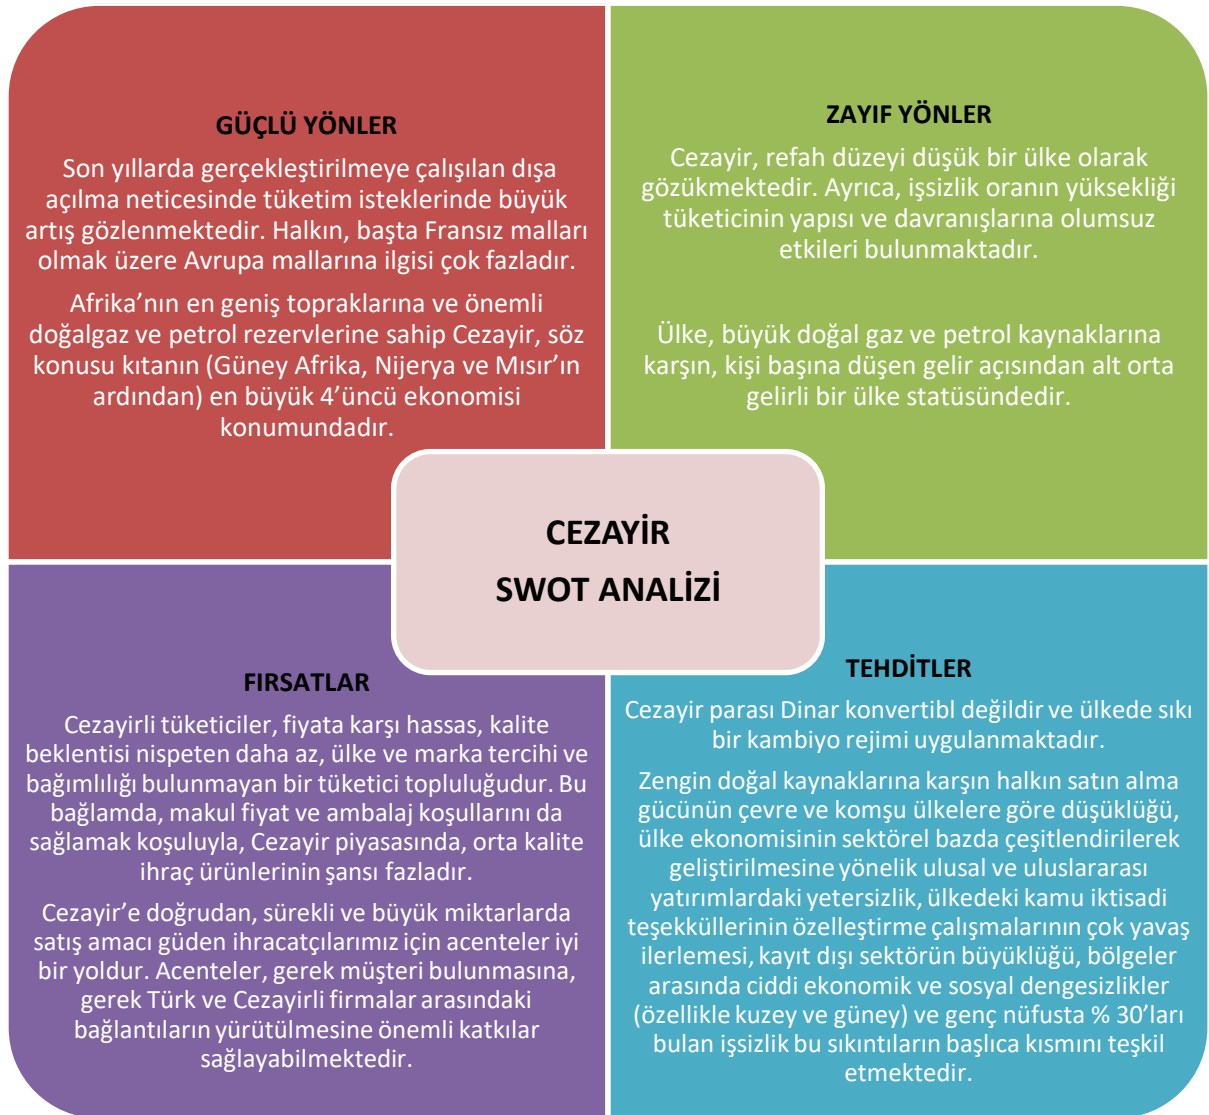 GÜÇLÜ YÖNLER
Son yıllarda gerçekleştirilmeye çalışılan dışa
açılma neticesinde tüketim isteklerinde büyük
artış gözlenmektedir. Halkın, başta Fransız malları
olmak üzere Avrupa mallarına ilgisi çok fazladır.
Afrika’nın en geniş topraklarına ve önemli
doğalgaz ve petrol rezervlerine sahip Cezayir, söz
konusu kıtanın (Güney Afrika, Nijerya ve Mısır’ın
ardından) en büyük 4’üncü ekonomisi
konumundadır.
ZAYIF YÖNLER
Cezayir, refah düzeyi düşük bir ülke olarak
gözükmektedir. Ayrıca, işsizlik oranın yüksekliği
tüketicinin yapısı ve davranışlarına olumsuz
etkileri bulunmaktadır.
Ülke, büyük doğal gaz ve petrol kaynaklarına
karşın, kişi başına düşen gelir açısından alt orta
gelirli bir ülke statüsündedir.
CEZAYİR
SWOT ANALİZİ
FIRSATLAR
Cezayirli tüketiciler, fiyata karşı hassas, kalite
beklentisi nispeten daha az, ülke ve marka tercihi ve
bağımlılığı bulunmayan bir tüketici topluluğudur. Bu
bağlamda, makul fiyat ve ambalaj koşullarını da
sağlamak koşuluyla, Cezayir piyasasında, orta kalite
ihraç ürünlerinin şansı fazladır.
Cezayir’e doğrudan, sürekli ve büyük miktarlarda
satış amacı güden ihracatçılarımız için acenteler iyi
bir yoldur. Acenteler, gerek müşteri bulunmasına,
gerek Türk ve Cezayirli firmalar arasındaki
bağlantıların yürütülmesine önemli katkılar
sağlayabilmektedir.
TEHDİTLER
Cezayir parası Dinar konvertibl değildir ve ülkede sıkı
bir kambiyo rejimi uygulanmaktadır.
Zengin doğal kaynaklarına karşın halkın satın alma
gücünün çevre ve komşu ülkelere göre düşüklüğü,
ülke ekonomisinin sektörel bazda çeşitlendirilerek
geliştirilmesine yönelik ulusal ve uluslararası
yatırımlardaki yetersizlik, ülkedeki kamu iktisadi
teşekküllerinin özelleştirme çalışmalarının çok yavaş
ilerlemesi, kayıt dışı sektörün büyüklüğü, bölgeler
arasında ciddi ekonomik ve sosyal dengesizlikler
(özellikle kuzey ve güney) ve genç nüfusta % 30’ları
bulan işsizlik bu sıkıntıların başlıca kısmını teşkil
etmektedir.